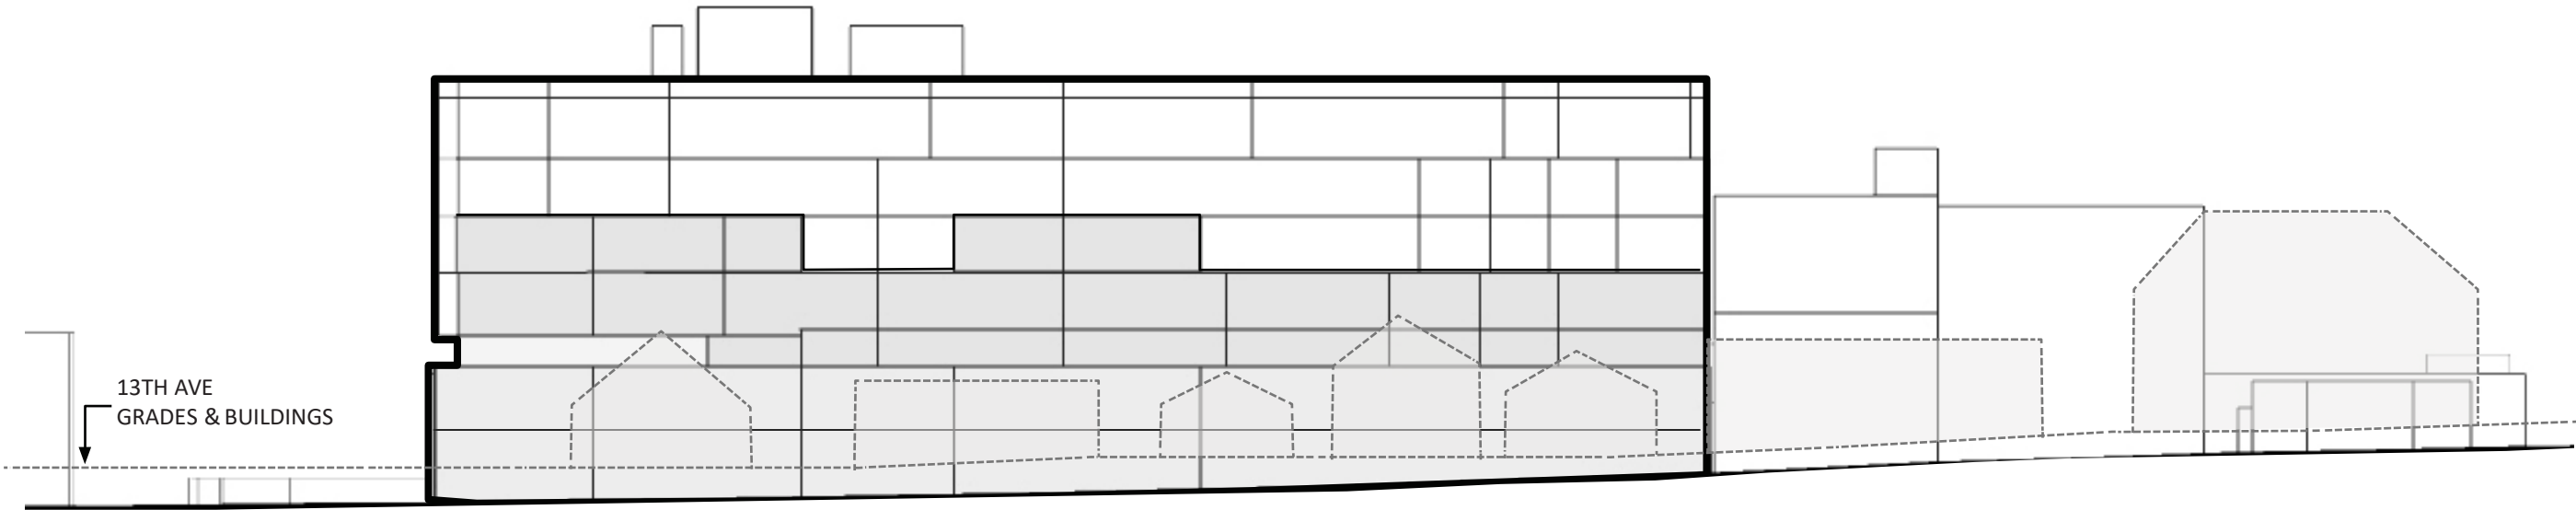 13TH AVE
GRADES & BUILDINGS